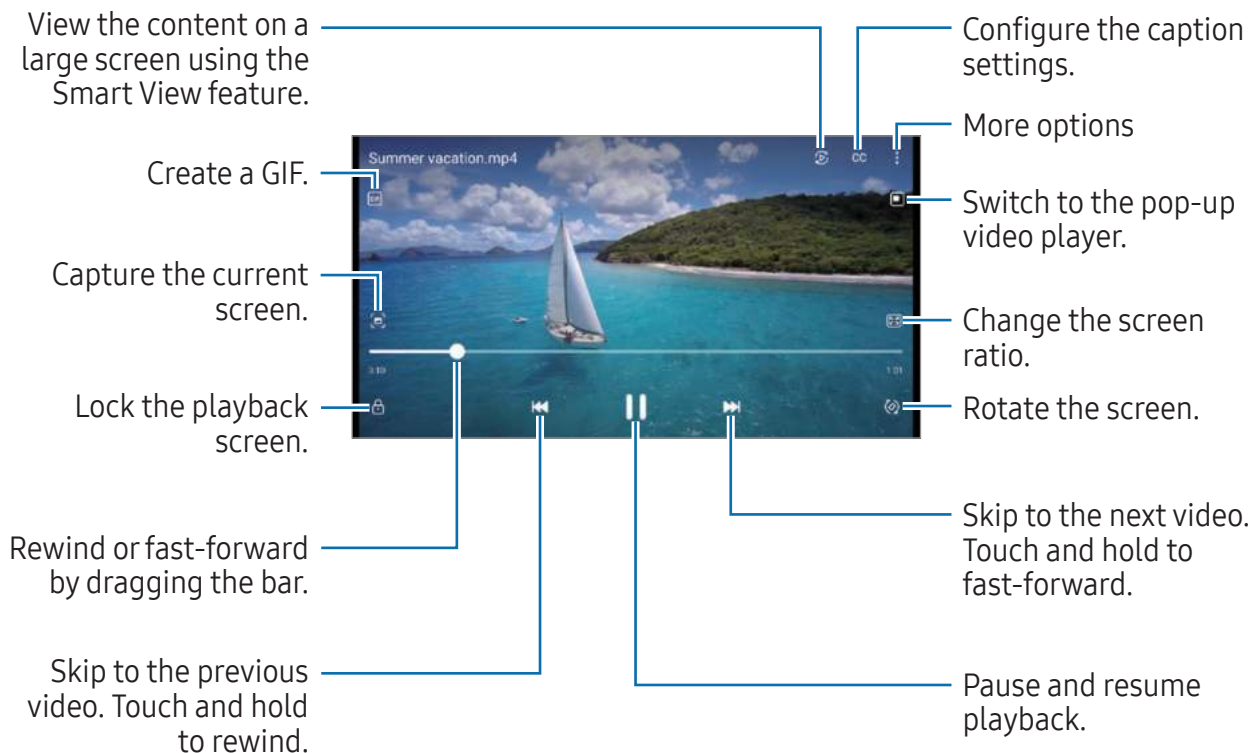 View the content on a
large screen using the
Smart View feature.
Create a GIF.
Capture the current
screen.
Lock the playback
screen.
Rewind or fast-forward
by dragging the bar.
Skip to the previous
video. Touch and hold
to rewind.
Summer vacation.mp4
CC
GIF
1:01
Configure the caption
settings.
More options
Switch to the pop-up
video player.
Change the screen
ratio.
Rotate the screen.
Skip to the next video.
Touch and hold to
fast-forward.
Pause and resume
playback.